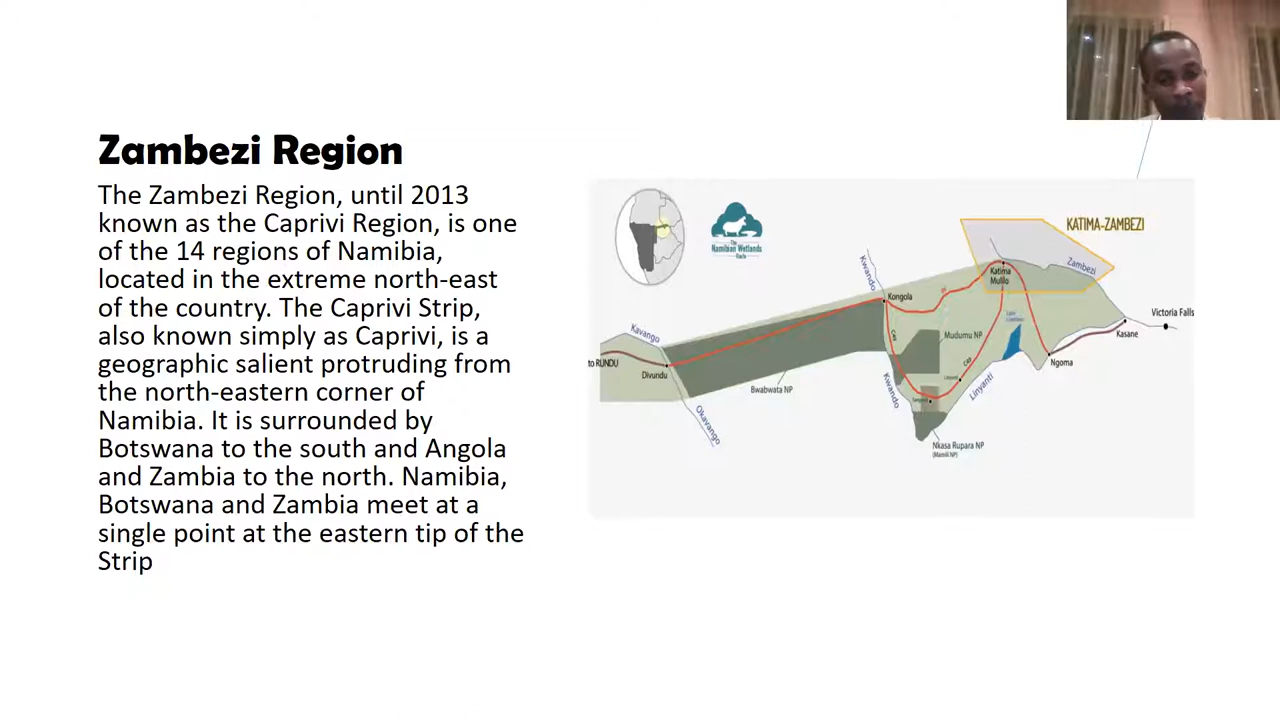 Zambezi Region
The Zambezi Region, until 2013
known as the Caprivi Region, is one
of the 14 regions of Namibia,
located in the extreme north-east
of the country. The Caprivi Strip,
also known simply as Caprivi, is a
geographic salient protruding from
the north-eastern corner of
Namibia. It is surrounded by
Botswana to the south and Angola
and Zambia to the north. Namibia,
Botswana and Zambia meet at a
single point at the eastern tip of the
Strip
The
Namibian Wetlands
Route
KATIMA-ZAMBEZI
Kwando
Zambezi
Katima
Mulilo
Kongola
Victoria Falls
Kavango
Mudumu NP
Kasane
to RUNDU
Divundu
Ngoma
Bwabwata NP
Kwando
Linyanti
Okavango
Nkasa Rupara NP
(Mamili NP)